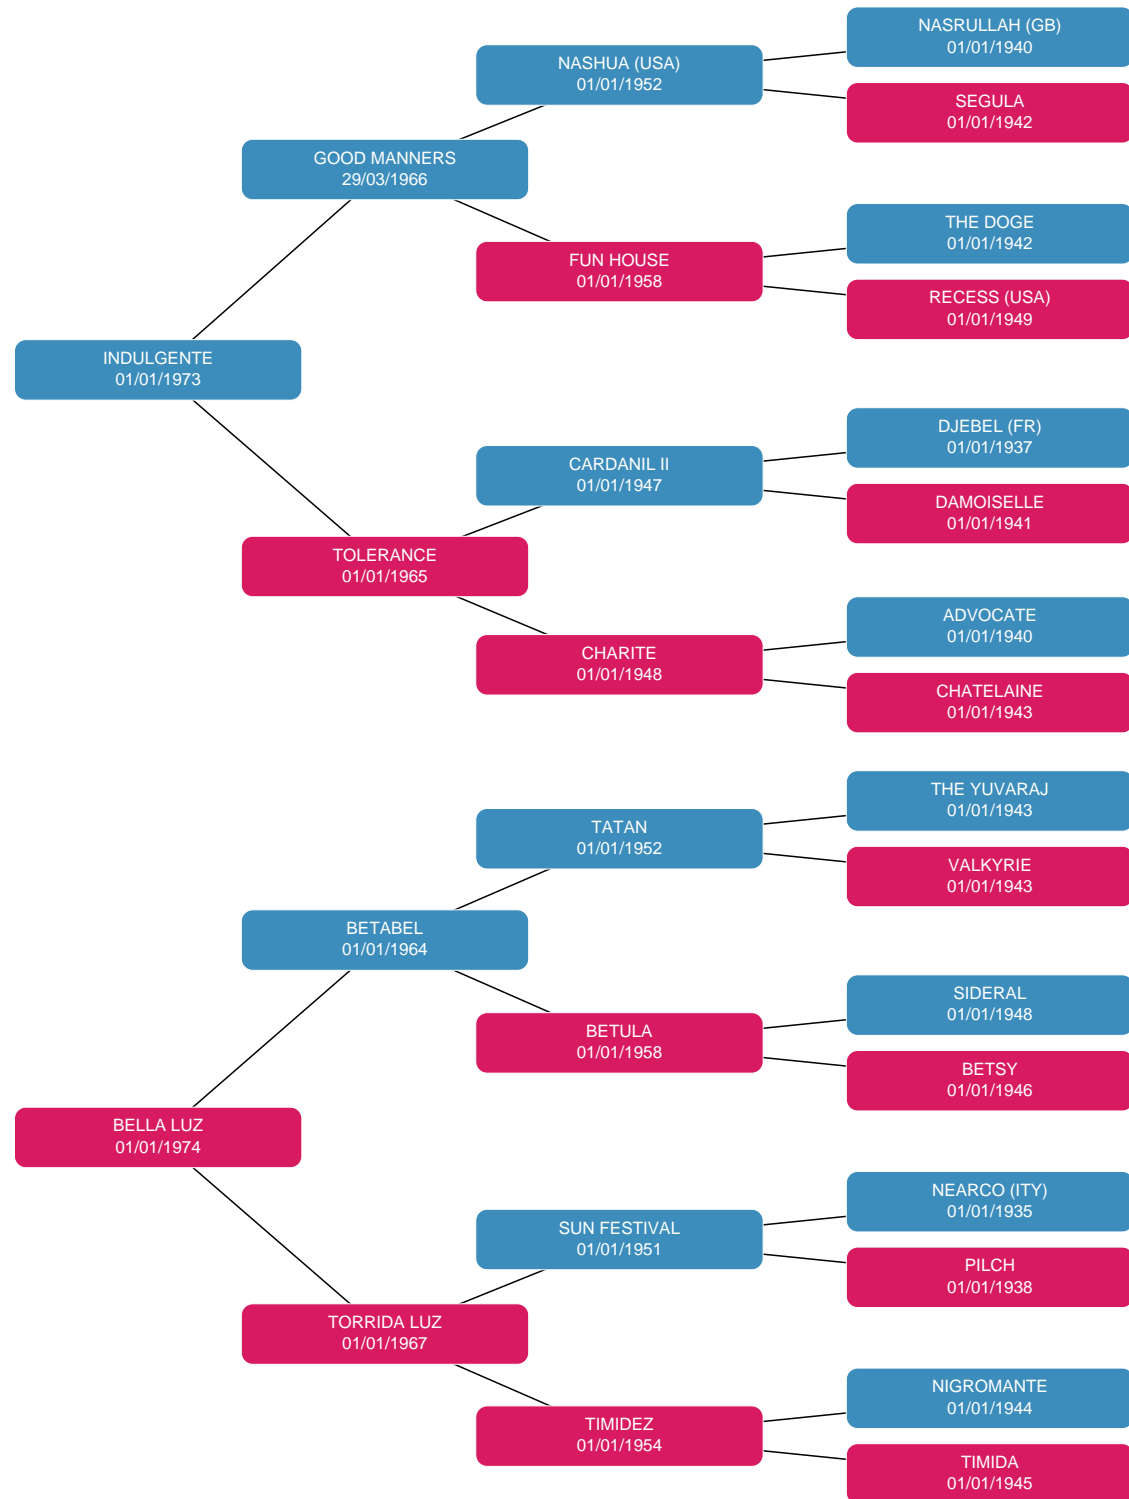 NASRULLAH (GB)
01/01/1940
NASHUA (USA)
01/01/1952
SEGULA
01/01/1942
GOOD MANNERS
29/03/1966
THE DOGE
01/01/1942
FUN HOUSE
01/01/1958
RECESS (USA)
01/01/1949
INDULGENTE
01/01/1973
DJEBEL (FR)
01/01/1937
CARDANIL II
01/01/1947
DAMOISELLE
01/01/1941
TOLERANCE
01/01/1965
ADVOCATE
01/01/1940
CHARITE
01/01/1948
CHATELAINE
01/01/1943
THE YUVARAJ
01/01/1943
TATAN
01/01/1952
VALKYRIE
01/01/1943
BETABEL
01/01/1964
SIDERAL
01/01/1948
BETULA
01/01/1958
BETSY
01/01/1946
BELLA LUZ
01/01/1974
NEARCO (ITY)
01/01/1935
SUN FESTIVAL
01/01/1951
PILCH
01/01/1938
TORRIDA LUZ
01/01/1967
NIGROMANTE
01/01/1944
TIMIDEZ
01/01/1954
TIMIDA
01/01/1945